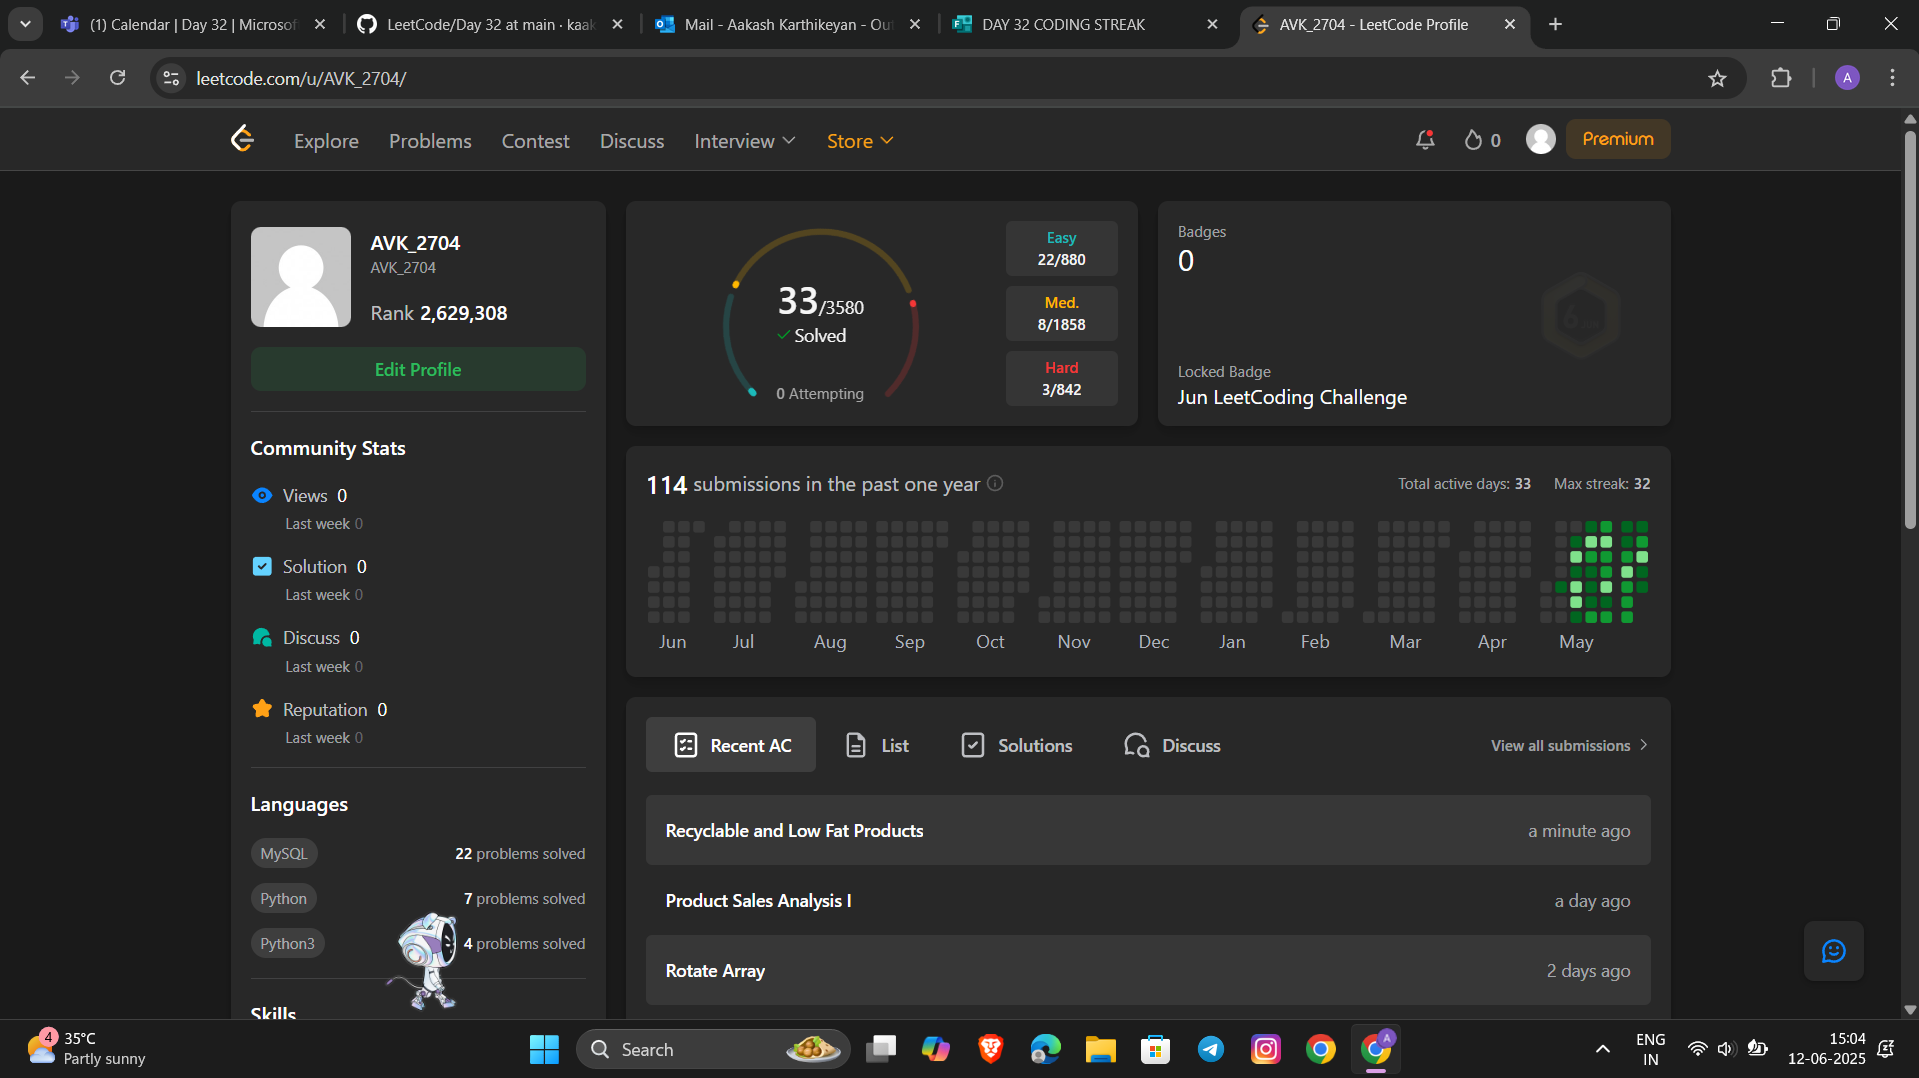 (1) Calendar | Day 32 | Microsof
LeetCode/Day 32 at main · kaak
Mail - Aakash Karthikeyan - Out
DAY 32 CODING STREAK
AVK_2704 - LeetCode Profile
leetcode.com/u/AVK_2704/
A
Explore
Problems
Contest
Discuss
Interview
Store
0
Premium
AVK_2704
AVK_2704
Rank 2,629,308
Edit Profile
Community Stats
Views 0
Last week 0
Solution 0
Last week 0
Discuss 0
Last week 0
Reputation 0
Last week 0
Languages
MySQL
22 problems solved
Python
7 problems solved
Python3
4 problems solved
Skills
33/3580
Solved
0 Attempting
Easy
22/880
Med.
8/1858
Hard
3/842
Badges
0
Locked Badge
Jun LeetCoding Challenge
114 submissions in the past one year
Total active days: 33
Max streak: 32
Jun
Jul
Aug
Sep
Oct
Nov
Dec
Jan
Feb
Mar
Apr
May
Recent AC
List
Solutions
Discuss
View all submissions
Recyclable and Low Fat Products
a minute ago
Product Sales Analysis I
a day ago
Rotate Array
2 days ago
4
35°C
Partly sunny
Search
A
ENG
IN
15:04
12-06-2025